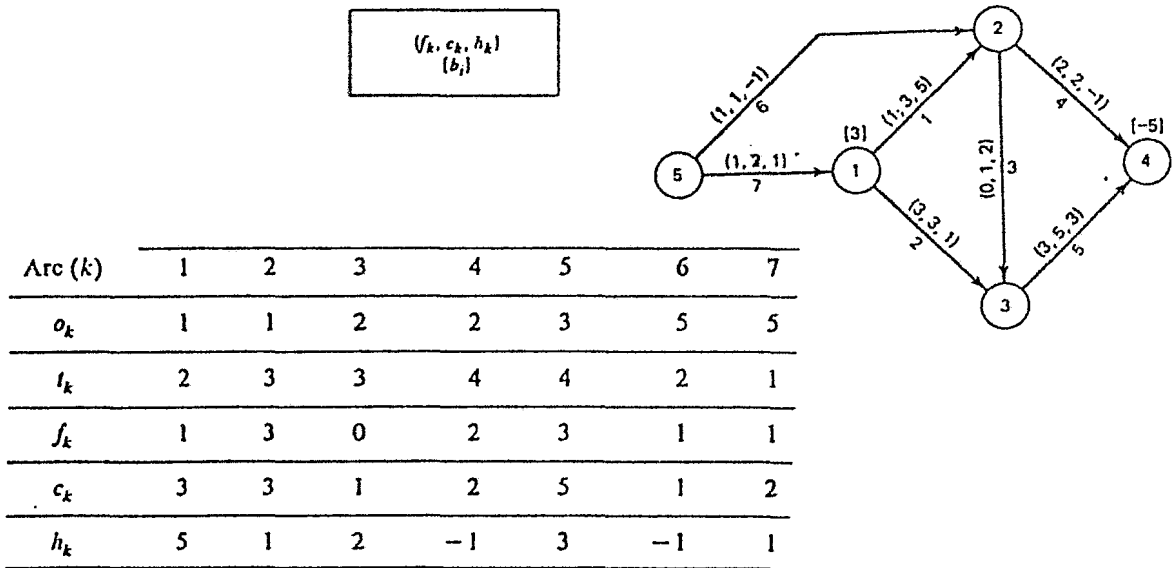 (f_k, c_k, h_k)
[b_i]
2
(1, 1, -1)
6
(1, 3, 5)
1
(2, 2, -1)
4
[3]
[-5]
5
(1, 2, 1)
7
1
(0, 1, 2)
3
4
(3, 3, 1)
2
(3, 5, 3)
5
3
Arc (k) 1 2 3 4 5 6 7
o_k 1 1 2 2 3 5 5
t_k 2 3 3 4 4 2 1
f_k 1 3 0 2 3 1 1
c_k 3 3 1 2 5 1 2
h_k 5 1 2 -1 3 -1 1